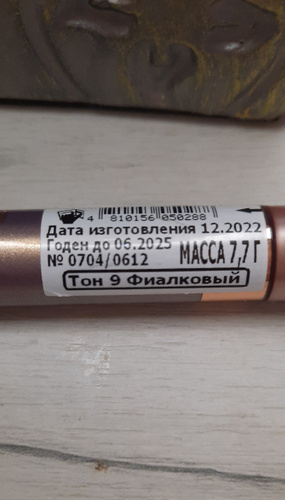 4 810156 050288
Дата изготовления 12.2022
Годен до 06.2025
№ 0704/0612 МАССА 7,7 Г
Тон 9 Фиалковый